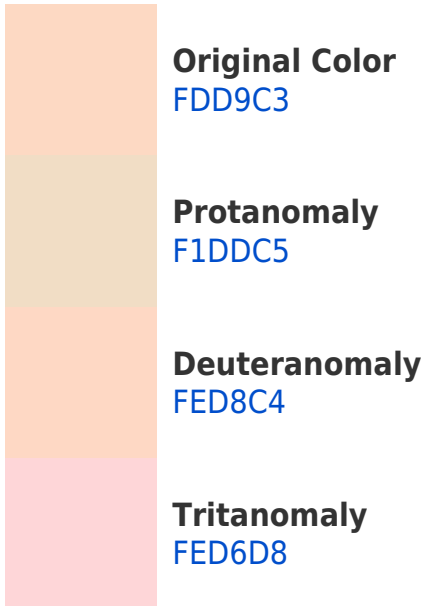 Original Color
FDD9C3
Protanomaly
F1DDC5
Deuteranomaly
FED8C4
Tritanomaly
FED6D8